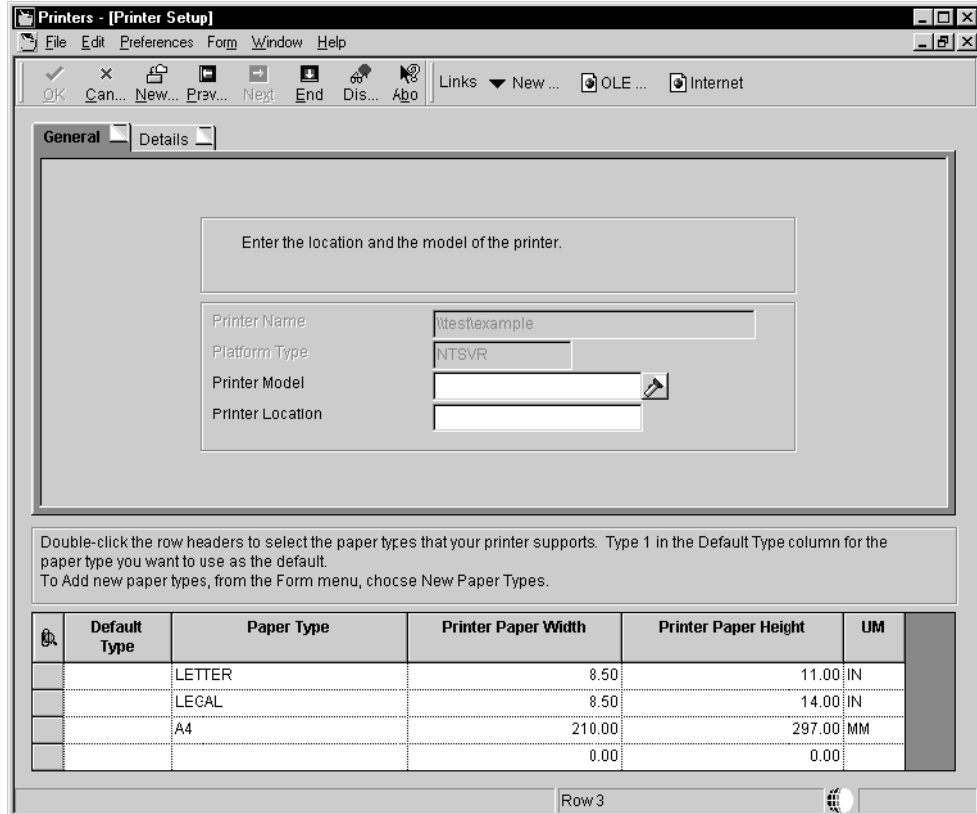 Printers - [Printer Setup]
File Edit Preferences Form Window Help
OK Can... New... Prev... Next End Dis... Abo Links New ... OLE ... Internet
General Details
Enter the location and the model of the printer.
Printer Name \\test\example
Platform Type NTSVR
Printer Model
Printer Location
Double-click the row headers to select the paper types that your printer supports. Type 1 in the Default Type column for the
paper type you want to use as the default.
To Add new paper types, from the Form menu, choose New Paper Types.
Default Type Paper Type Printer Paper Width Printer Paper Height UM
LETTER 8.50 11.00 IN
LEGAL 8.50 14.00 IN
A4 210.00 297.00 MM
0.00 0.00
Row 3